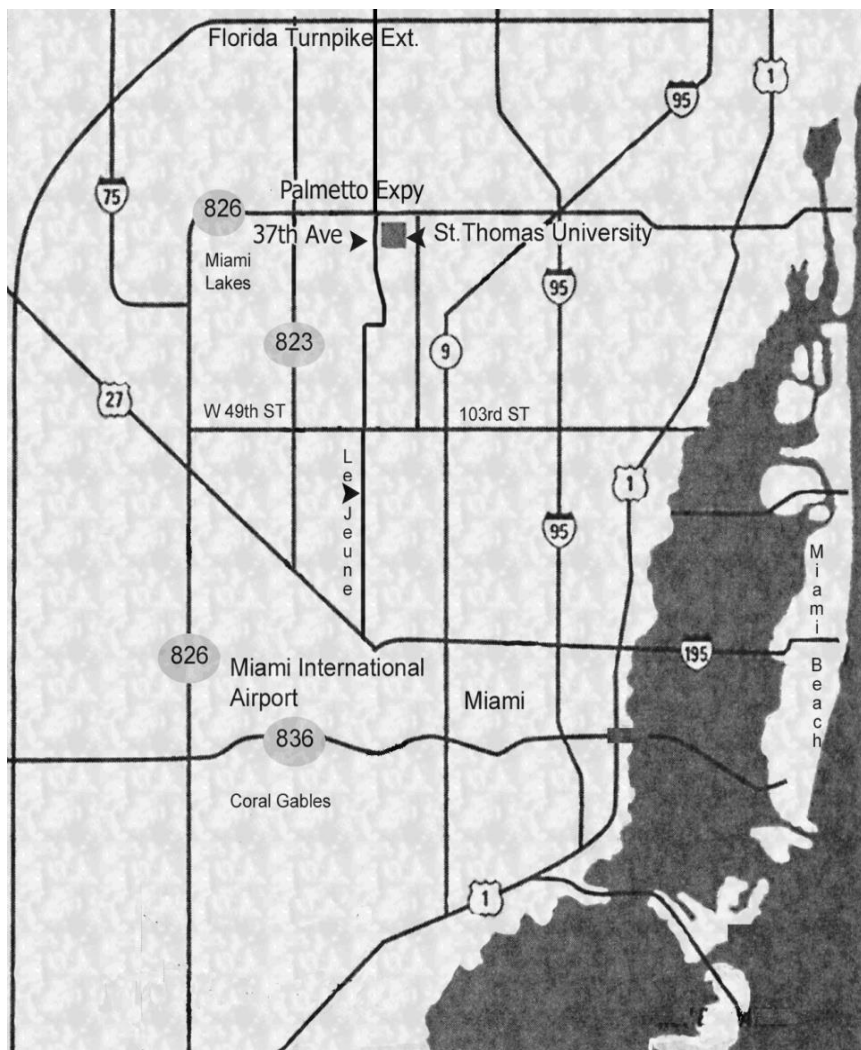 Florida Turnpike Ext.
1
95
75
Palmetto Expy
826
37th Ave
St.Thomas University
Miami
Lakes
95
823
9
27
W 49th ST
103rd ST
Le Jeune
1
95
Miami Beach
195
826
Miami International
Airport
Miami
836
Coral Gables
1